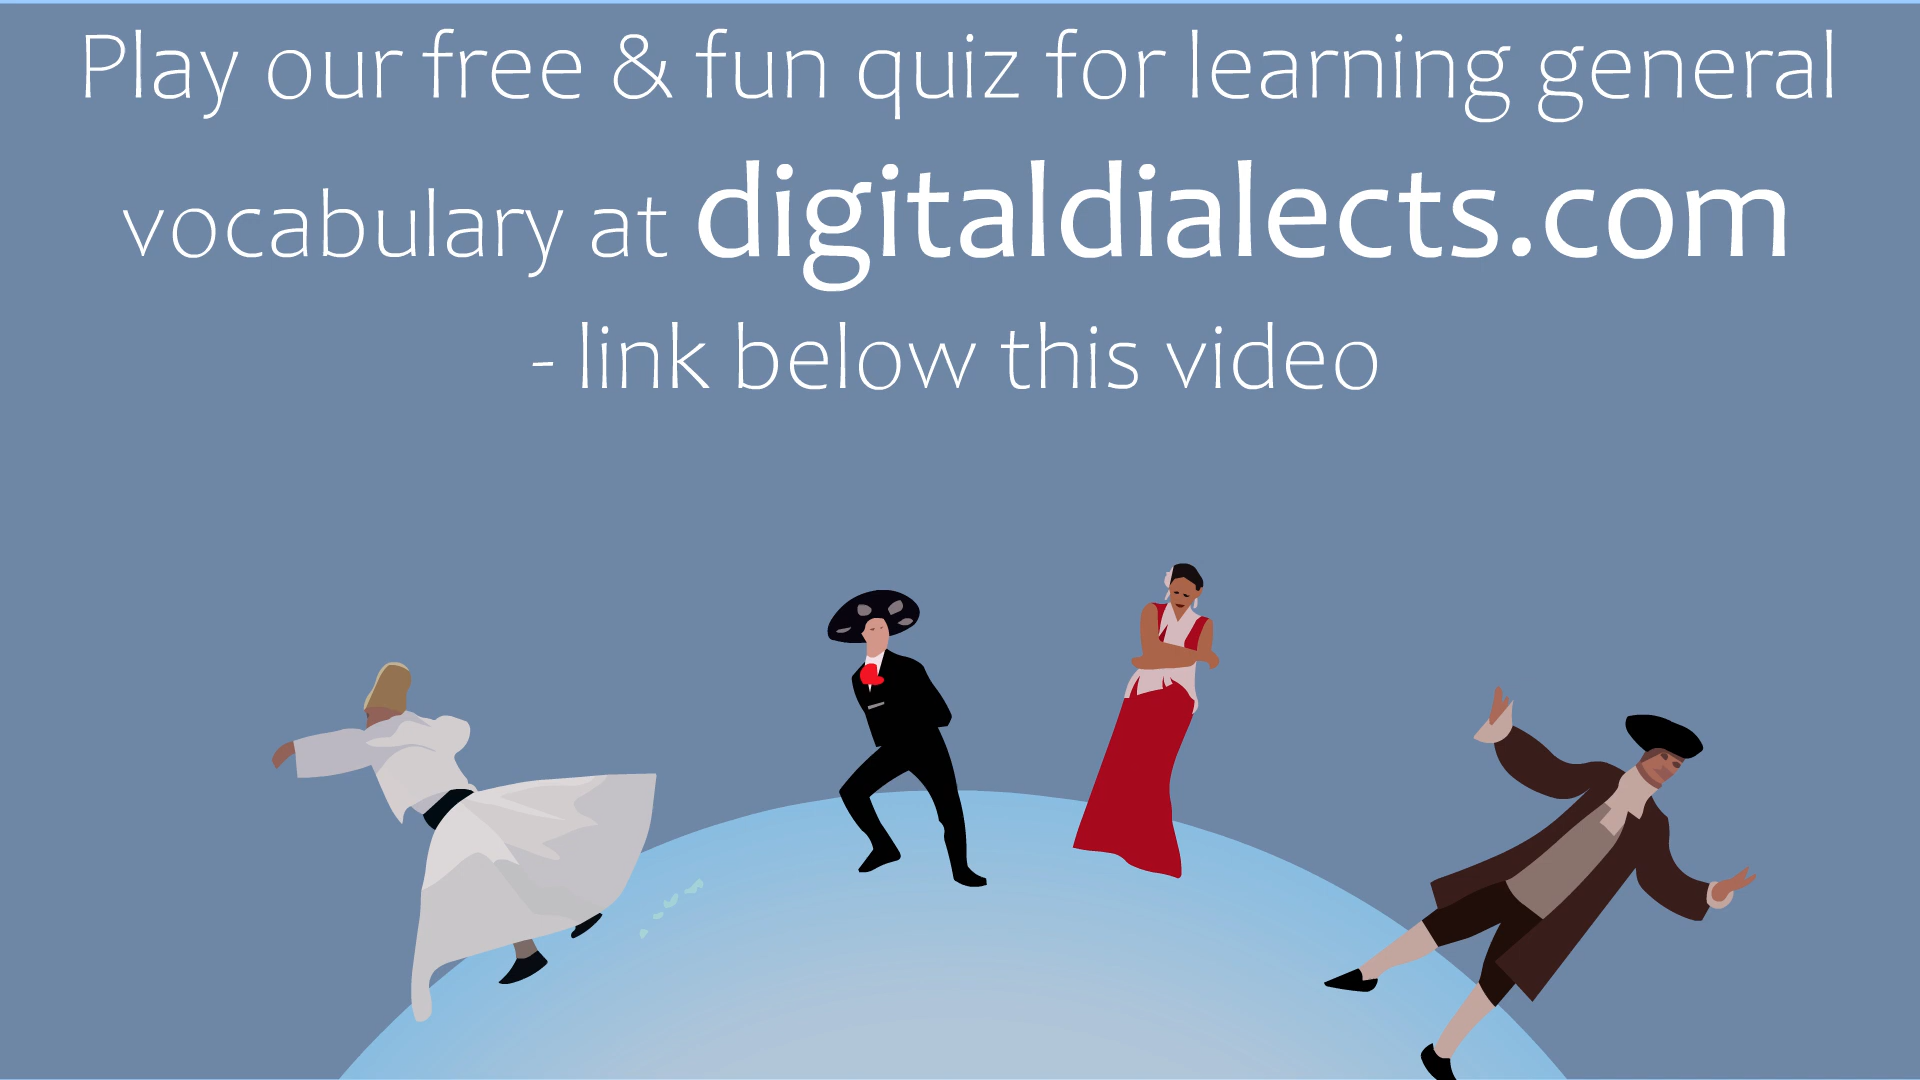 Play our free & fun quiz for learning general
vocabulary at digitaldialects.com
- link below this video